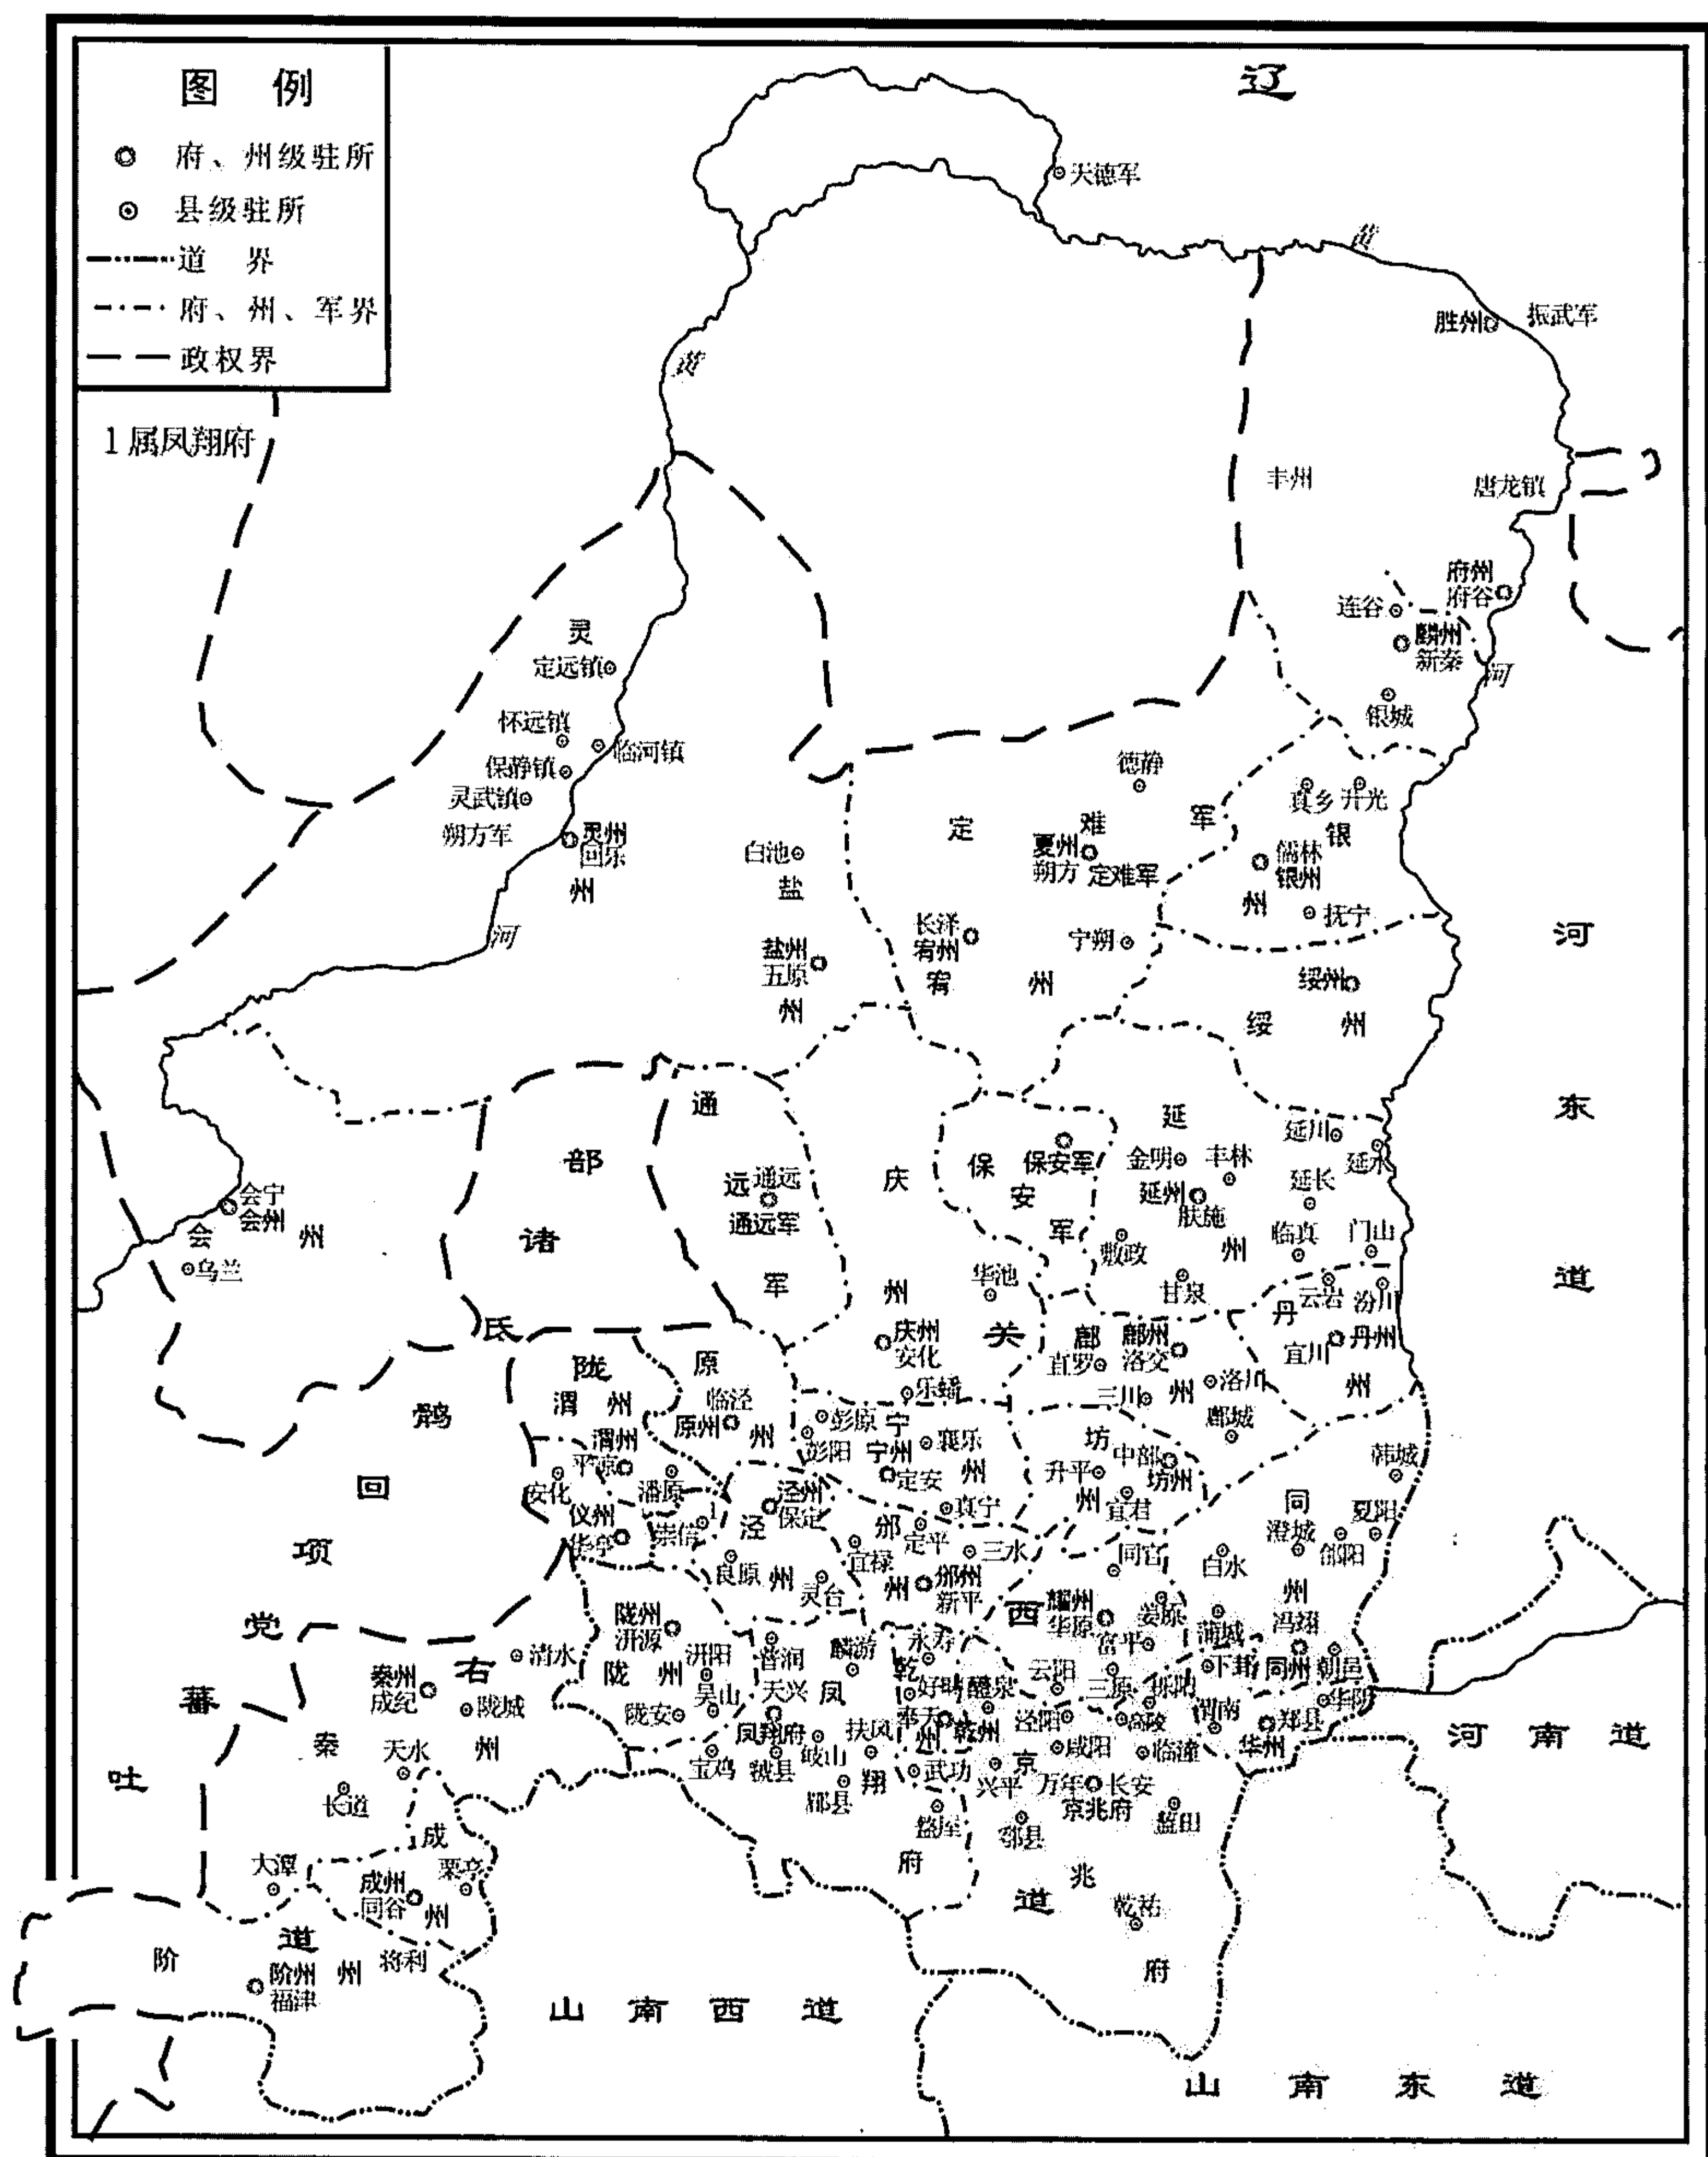 图 例
府、州级驻所
县级驻所
道 界
府、州、军界
政权界
1属凤翔府
辽
天德军
黄
胜州
振武军
黄
丰州
唐龙镇
府州
府谷
连谷
麟州
新秦
河
银城
灵
定远镇
怀远镇
临河镇
保静镇
灵武镇
朔方军
灵州
回乐
州
河
白池
盐
盐州
五原
州
定
难
军
德静
夏州
朔方
定难军
长泽
宥州
宥
州
宁朔
真乡
开光
银
儒林
银州
州
抚宁
绥州
绥
州
河
东
道
通
远
通远
通远军
军
部
诸
氐
鹘
回
项
党
蕃
吐
会宁
会州
会
州
乌兰
庆
州
华池
庆州
安化
乐蟠
保
安
军
保安军
延
延川
延水
金明
丰林
延州
肤施
延长
临真
门山
州
敷政
甘泉
云岩
汾川
丹
丹州
宜川
州
关
鄜
鄜州
洛交
直罗
三川
州
洛川
鄜城
陇
渭
州
渭州
平凉
安化
潘原
原
临泾
原州
州
彭原
彭阳
宁
宁州
襄乐
定安
州
真宁
定平
坊
中部
坊州
升平
州
宜君
韩城
同
澄城
夏阳
郃阳
白水
州
仪州
华亭
崇信
1
泾州
保定
泾
良原
州
灵台
邠
宜禄
三水
邠州
新平
州
同官
西
耀州
华原
美原
富平
蒲城
冯翊
同州
朝邑
下邽
华阴
陇州
汧源
陇
州
汧阳
吴山
陇安
普润
麟游
天兴
凤翔府
凤
翔
府
扶风
岐山
虢县
宝鸡
郿县
盩厔
永寿
乾
好畤
醴泉
奉天
乾州
州
武功
兴平
云阳
三原
栎阳
泾阳
高陵
渭南
郑县
华州
咸阳
临潼
京
万年
长安
京兆府
鄠县
蓝田
兆
道
乾祐
府
清水
右
秦州
成纪
陇城
秦
州
天水
长道
成
大潭
栗亭
成州
同谷
州
道
将利
阶
阶州
福津
州
河南道
山南西道
山南东道